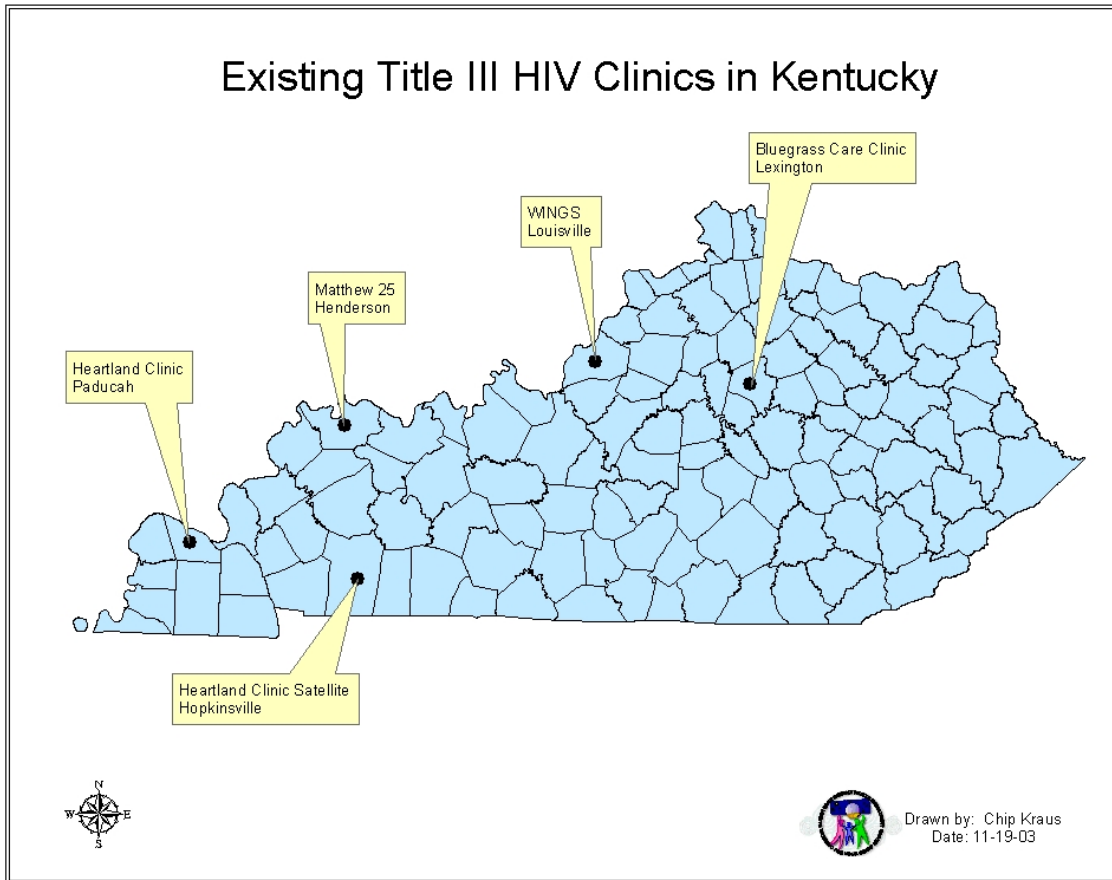 Existing Title III HIV Clinics in Kentucky
Bluegrass Care Clinic
Lexington
WINGS
Louisville
Matthew 25
Henderson
Heartland Clinic
Paducah
Heartland Clinic Satellite
Hopkinsville
N
W
E
S
Drawn by: Chip Kraus
Date: 11-19-03